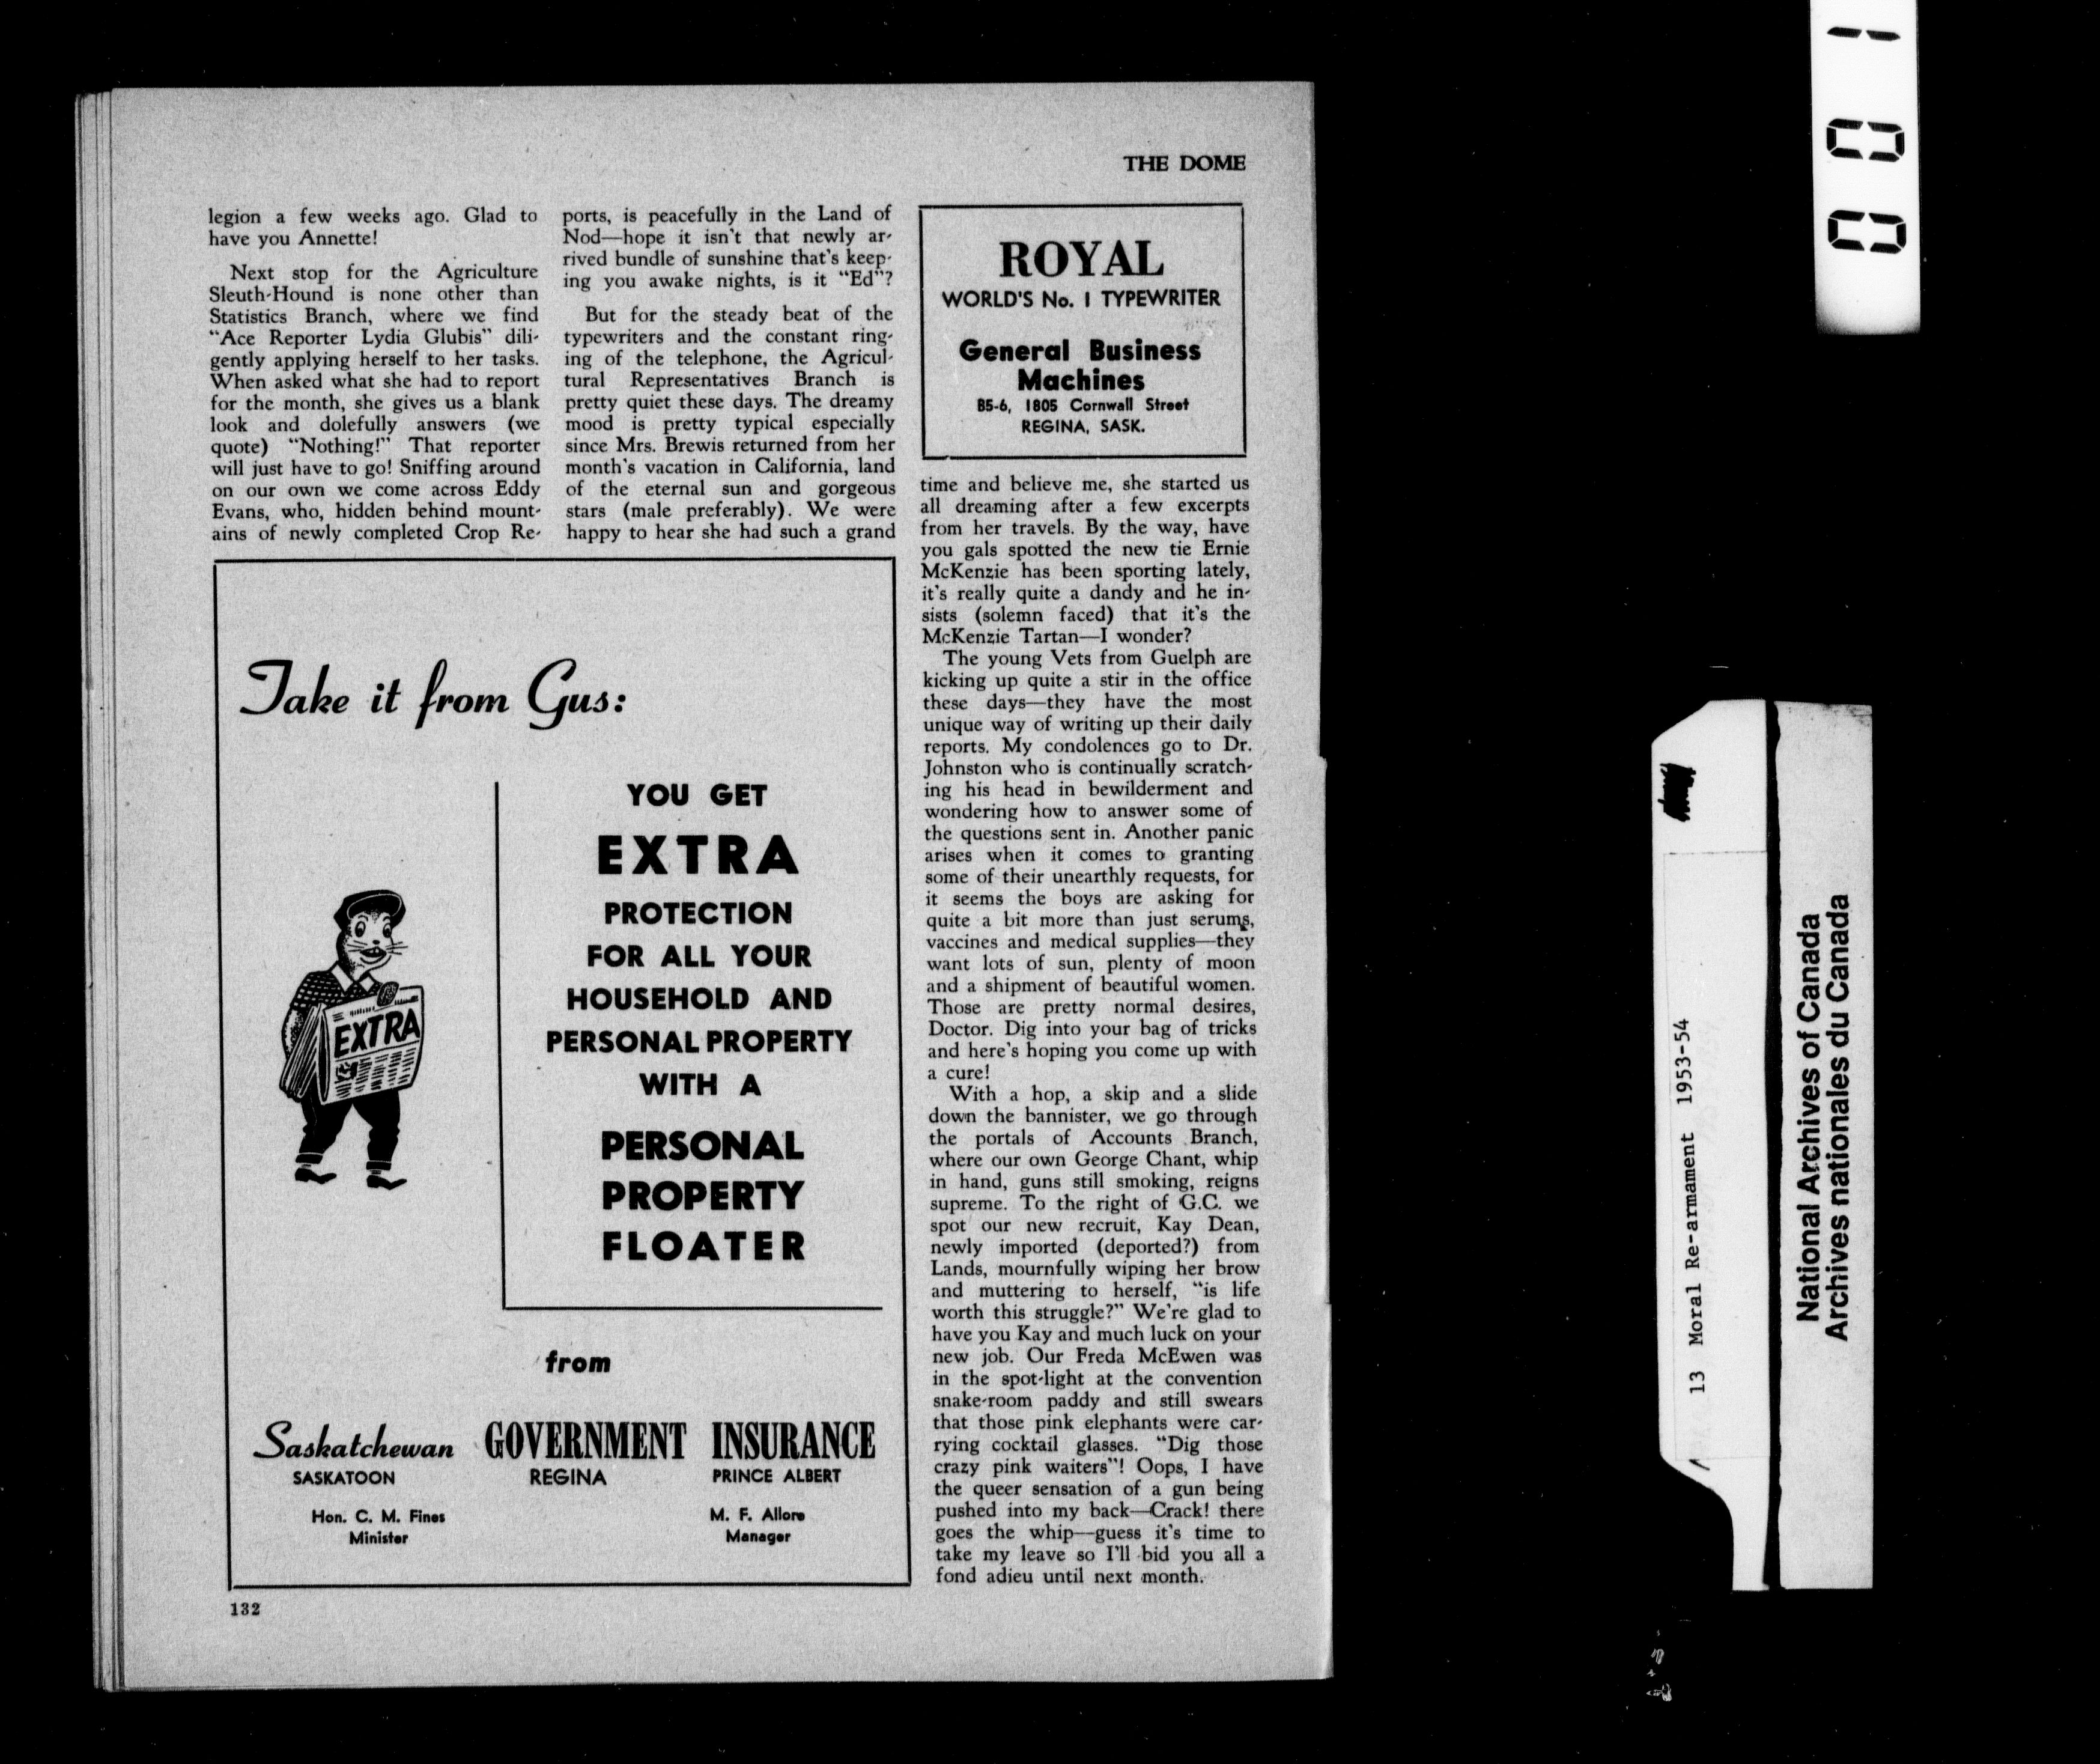 THE DOME
legion a few weeks ago. Glad to
have you Annette!
Next stop for the Agriculture
Sleuth-Hound is none other than
Statistics Branch, where we find
"Ace Reporter Lydia Glubis" dili-
gently applying herself to her tasks.
When asked what she had to report
for the month, she gives us a blank
look and dolefully answers (we
quote) "Nothing!" That reporter
will just have to go! Sniffing around
on our own we come across Eddy
Evans, who, hidden behind mount-
ains of newly completed Crop Re-
ports, is peacefully in the Land of
Nod—hope it isn't that newly ar-
rived bundle of sunshine that's keep-
ing you awake nights, is it "Ed"?
But for the steady beat of the
typewriters and the constant ring-
ing of the telephone, the Agricul-
tural Representatives Branch is
pretty quiet these days. The dreamy
mood is pretty typical especially
since Mrs. Brewis returned from her
month's vacation in California, land
of the eternal sun and gorgeous
stars (male preferably). We were
happy to hear she had such a grand
ROYAL
WORLD'S No. 1 TYPEWRITER
General Business
Machines
B5-6, 1805 Cornwall Street
REGINA, SASK.
time and believe me, she started us
all dreaming after a few excerpts
from her travels. By the way, have
you gals spotted the new tie Ernie
McKenzie has been sporting lately,
it's really quite a dandy and he in-
sists (solemn faced) that it's the
McKenzie Tartan—I wonder?
The young Vets from Guelph are
kicking up quite a stir in the office
these days—they have the most
unique way of writing up their daily
reports. My condolences go to Dr.
Johnston who is continually scratch-
ing his head in bewilderment and
wondering how to answer some of
the questions sent in. Another panic
arises when it comes to granting
some of their unearthly requests, for
it seems the boys are asking for
quite a bit more than just serums,
vaccines and medical supplies—they
want lots of sun, plenty of moon
and a shipment of beautiful women.
Those are pretty normal desires,
Doctor. Dig into your bag of tricks
and here's hoping you come up with
a cure!
With a hop, a skip and a slide
down the bannister, we go through
the portals of Accounts Branch,
where our own George Chant, whip
in hand, guns still smoking, reigns
supreme. To the right of G.C. we
spot our new recruit, Kay Dean,
newly imported (deported?) from
Lands, mournfully wiping her brow
and muttering to herself, "is life
worth this struggle?" We're glad to
have you Kay and much luck on your
new job. Our Freda McEwen was
in the spot-light at the convention
snake-room paddy and still swears
that those pink elephants were car-
rying cocktail glasses. "Dig those
crazy pink waiters"! Oops, I have
the queer sensation of a gun being
pushed into my back—Crack! there
goes the whip—guess it's time to
take my leave so I'll bid you all a
fond adieu until next month.
Take it from Gus:
YOU GET
EXTRA
PROTECTION
FOR ALL YOUR
HOUSEHOLD AND
PERSONAL PROPERTY
WITH A
PERSONAL
PROPERTY
FLOATER
EXTRA
from
Saskatchewan GOVERNMENT INSURANCE
SASKATOON REGINA PRINCE ALBERT
Hon. C. M. Fines
Minister
M. F. Allore
Manager
132
001
13 Moral Re-armament 1953-54
National Archives of Canada
Archives nationales du Canada